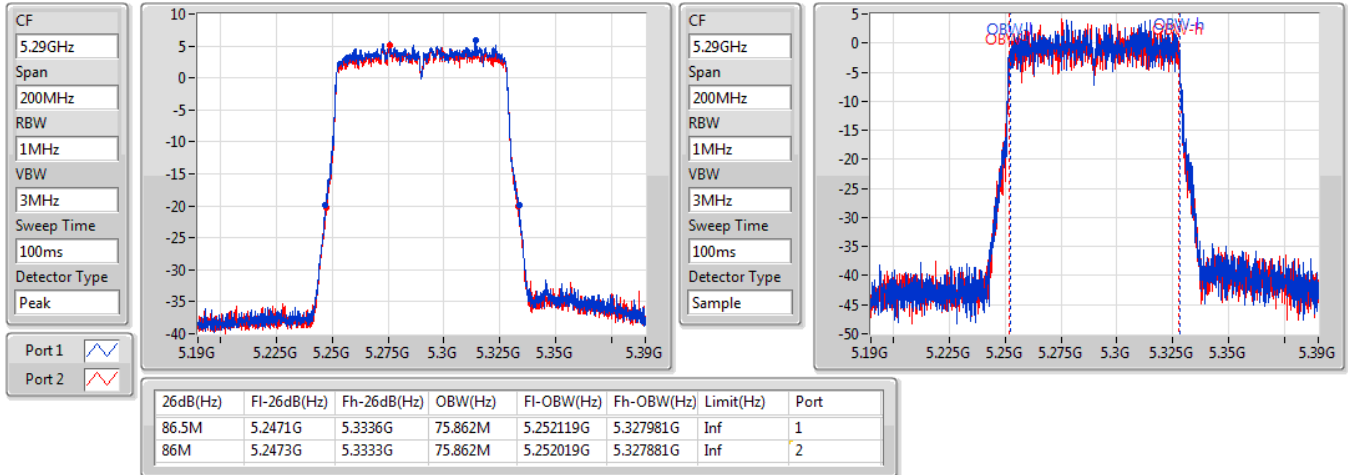 CF
5.29GHz
Span
200MHz
RBW
1MHz
VBW
3MHz
Sweep Time
100ms
Detector Type
Peak
Port 1
Port 2
10
5
0
-5
-10
-15
-20
-25
-30
-35
-40
5.19G 5.225G 5.25G 5.275G 5.3G 5.325G 5.35G 5.39G
CF
5.29GHz
Span
200MHz
RBW
1MHz
VBW
3MHz
Sweep Time
100ms
Detector Type
Sample
5
0
-5
-10
-15
-20
-25
-30
-35
-40
-45
-50
OBW-h
OBW-h
5.19G 5.225G 5.25G 5.275G 5.3G 5.325G 5.35G 5.39G
26dB(Hz) Fl-26dB(Hz) Fh-26dB(Hz) OBW(Hz) Fl-OBW(Hz) Fh-OBW(Hz) Limit(Hz) Port
86.5M 5.2471G 5.3336G 75.862M 5.252119G 5.327981G Inf 1
86M 5.2473G 5.3333G 75.862M 5.252019G 5.327881G Inf 2